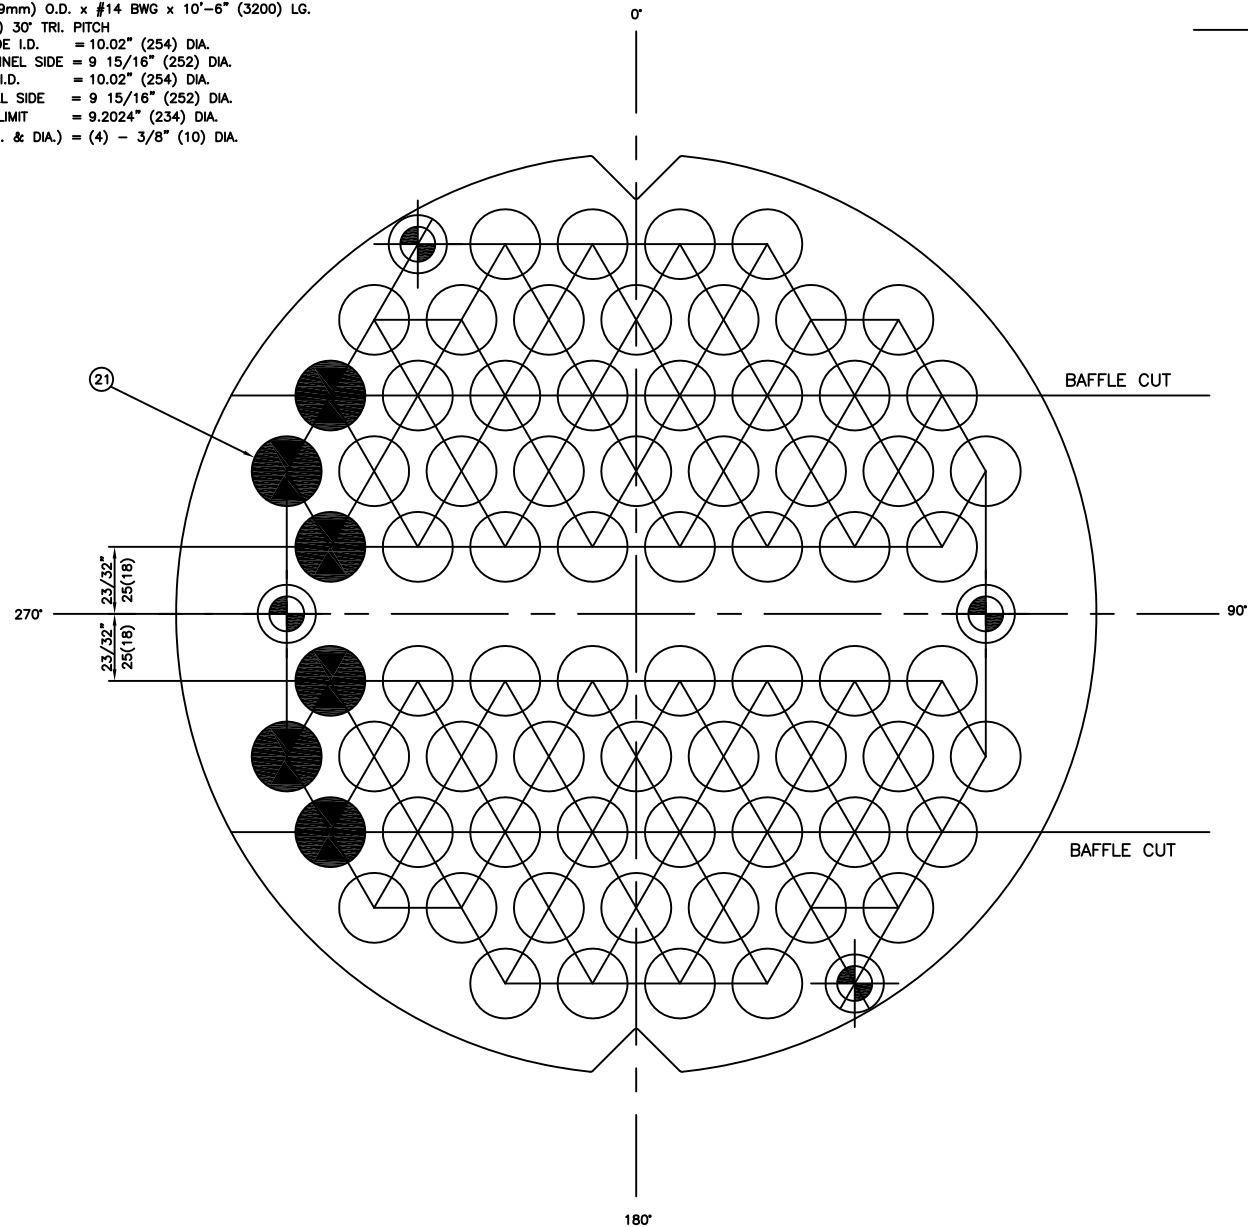 9mm) O.D. x #14 BWG x 10'-6" (3200) LG.
) 30° TRI. PITCH
DE I.D. = 10.02" (254) DIA.
NNEL SIDE = 9 15/16" (252) DIA.
I.D. = 10.02" (254) DIA.
L SIDE = 9 15/16" (252) DIA.
LIMIT = 9.2024" (234) DIA.
. & DIA.) = (4) - 3/8" (10) DIA.
0°
21
BAFFLE CUT
23/32"
25(18)
270°
90°
23/32"
25(18)
BAFFLE CUT
180°